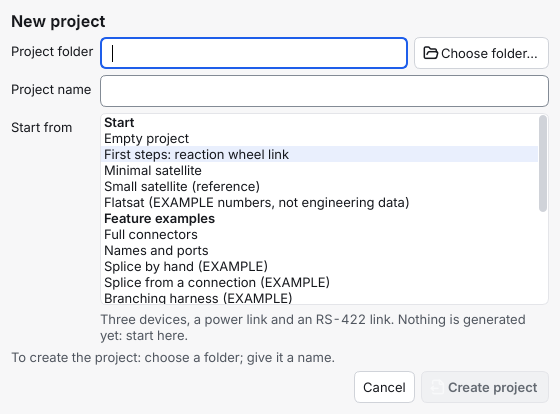 New project
Project folder
Choose folder...
Project name
Start from
Start
Empty project
First steps: reaction wheel link
Minimal satellite
Small satellite (reference)
Flatsat (EXAMPLE numbers, not engineering data)
Feature examples
Full connectors
Names and ports
Splice by hand (EXAMPLE)
Splice from a connection (EXAMPLE)
Branching harness (EXAMPLE)
Three devices, a power link and an RS-422 link. Nothing is generated
yet: start here.
To create the project: choose a folder; give it a name.
Cancel
Create project